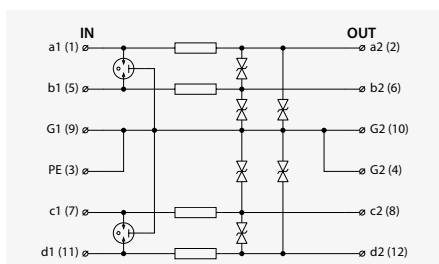 IN OUT
a1 (1) a2 (2)
b1 (5) b2 (6)
G1 (9) G2 (10)
PE (3) G2 (4)
c1 (7) c2 (8)
d1 (11) d2 (12)